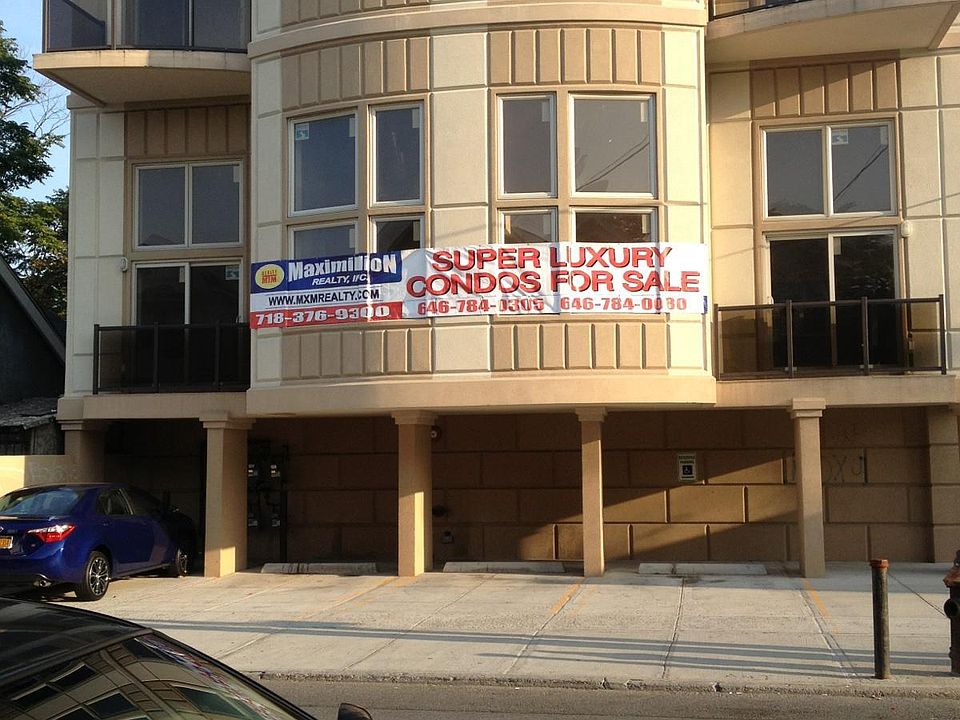 MaximillioN
REALTY, llC.
WWW.MXMREALTY.COM
718-376-9300
SUPER LUXURY
CONDOS FOR SALE
646-784-0305 646-784-0080